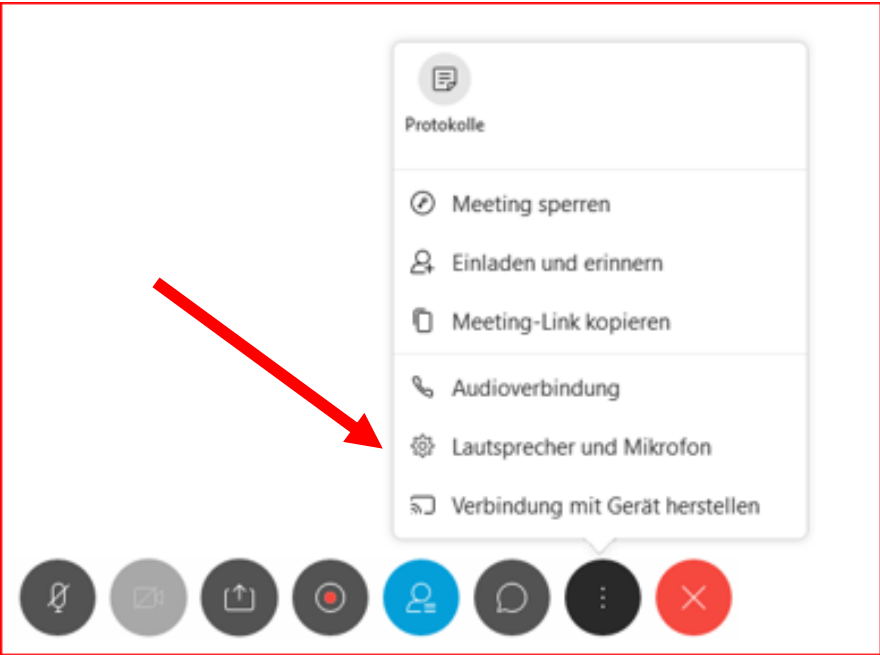 Protokolle
Meeting sperren
Einladen und erinnern
Meeting-Link kopieren
Audioverbindung
Lautsprecher und Mikrofon
Verbindung mit Gerät herstellen